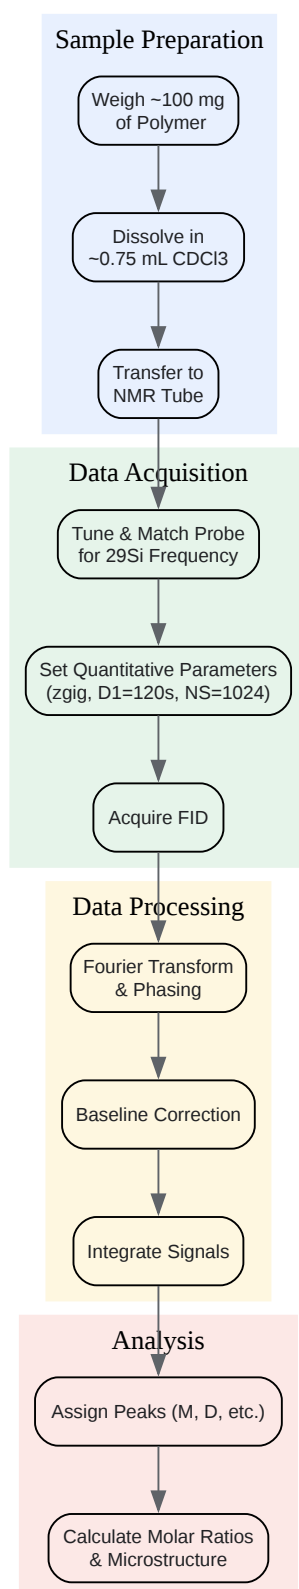 Sample Preparation
Weigh ~100 mg
of Polymer
Dissolve in
~0.75 mL CDCl3
Transfer to
NMR Tube
Data Acquisition
Tune & Match Probe
for 29Si Frequency
Set Quantitative Parameters
(zgig, D1=120s, NS=1024)
Acquire FID
Data Processing
Fourier Transform
& Phasing
Baseline Correction
Integrate Signals
Analysis
Assign Peaks (M, D, etc.)
Calculate Molar Ratios
& Microstructure